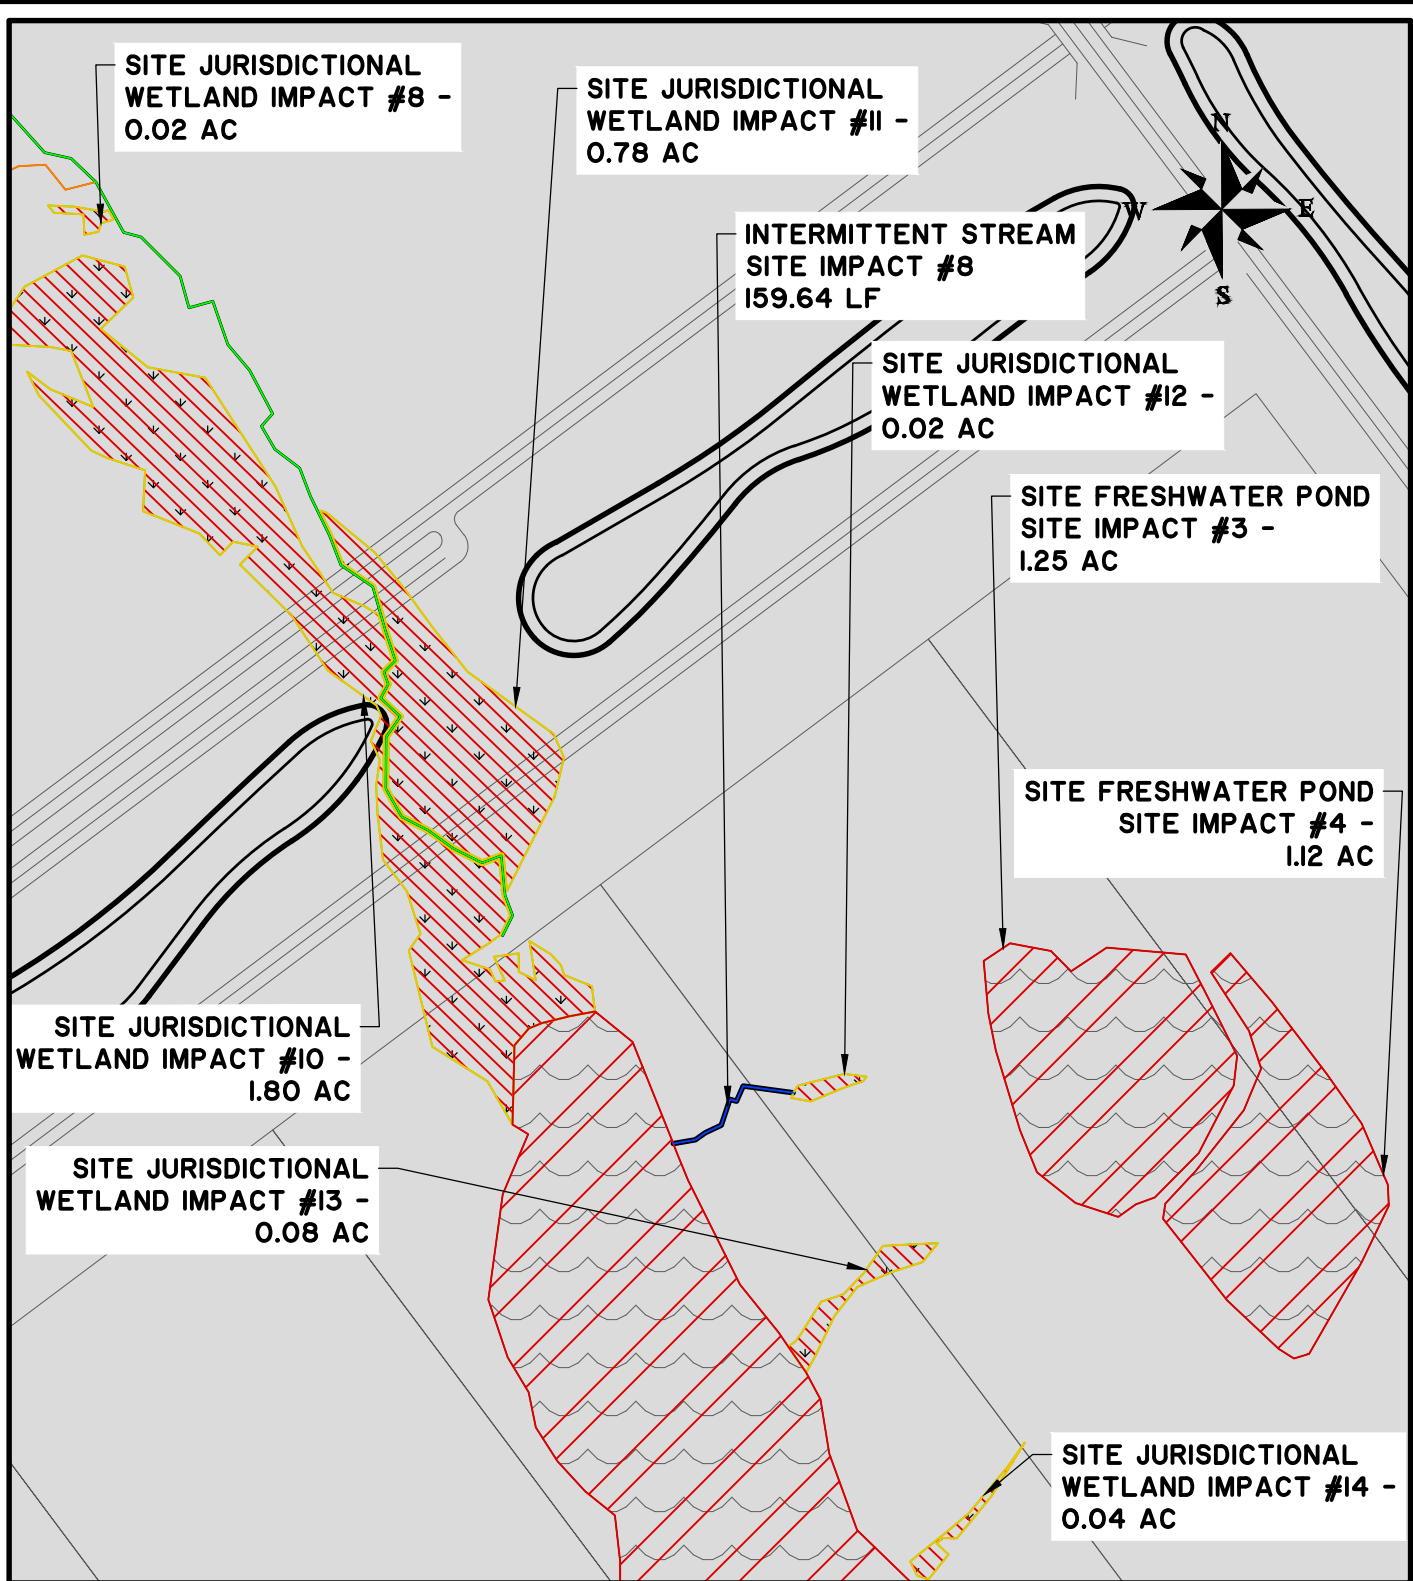 SITE JURISDICTIONAL
WETLAND IMPACT #8 -
0.02 AC
SITE JURISDICTIONAL
WETLAND IMPACT #11 -
0.78 AC
N
W
E
S
INTERMITTENT STREAM
SITE IMPACT #8
159.64 LF
SITE JURISDICTIONAL
WETLAND IMPACT #12 -
0.02 AC
SITE FRESHWATER POND
SITE IMPACT #3 -
1.25 AC
SITE FRESHWATER POND
SITE IMPACT #4 -
1.12 AC
SITE JURISDICTIONAL
WETLAND IMPACT #10 -
1.80 AC
SITE JURISDICTIONAL
WETLAND IMPACT #13 -
0.08 AC
SITE JURISDICTIONAL
WETLAND IMPACT #14 -
0.04 AC